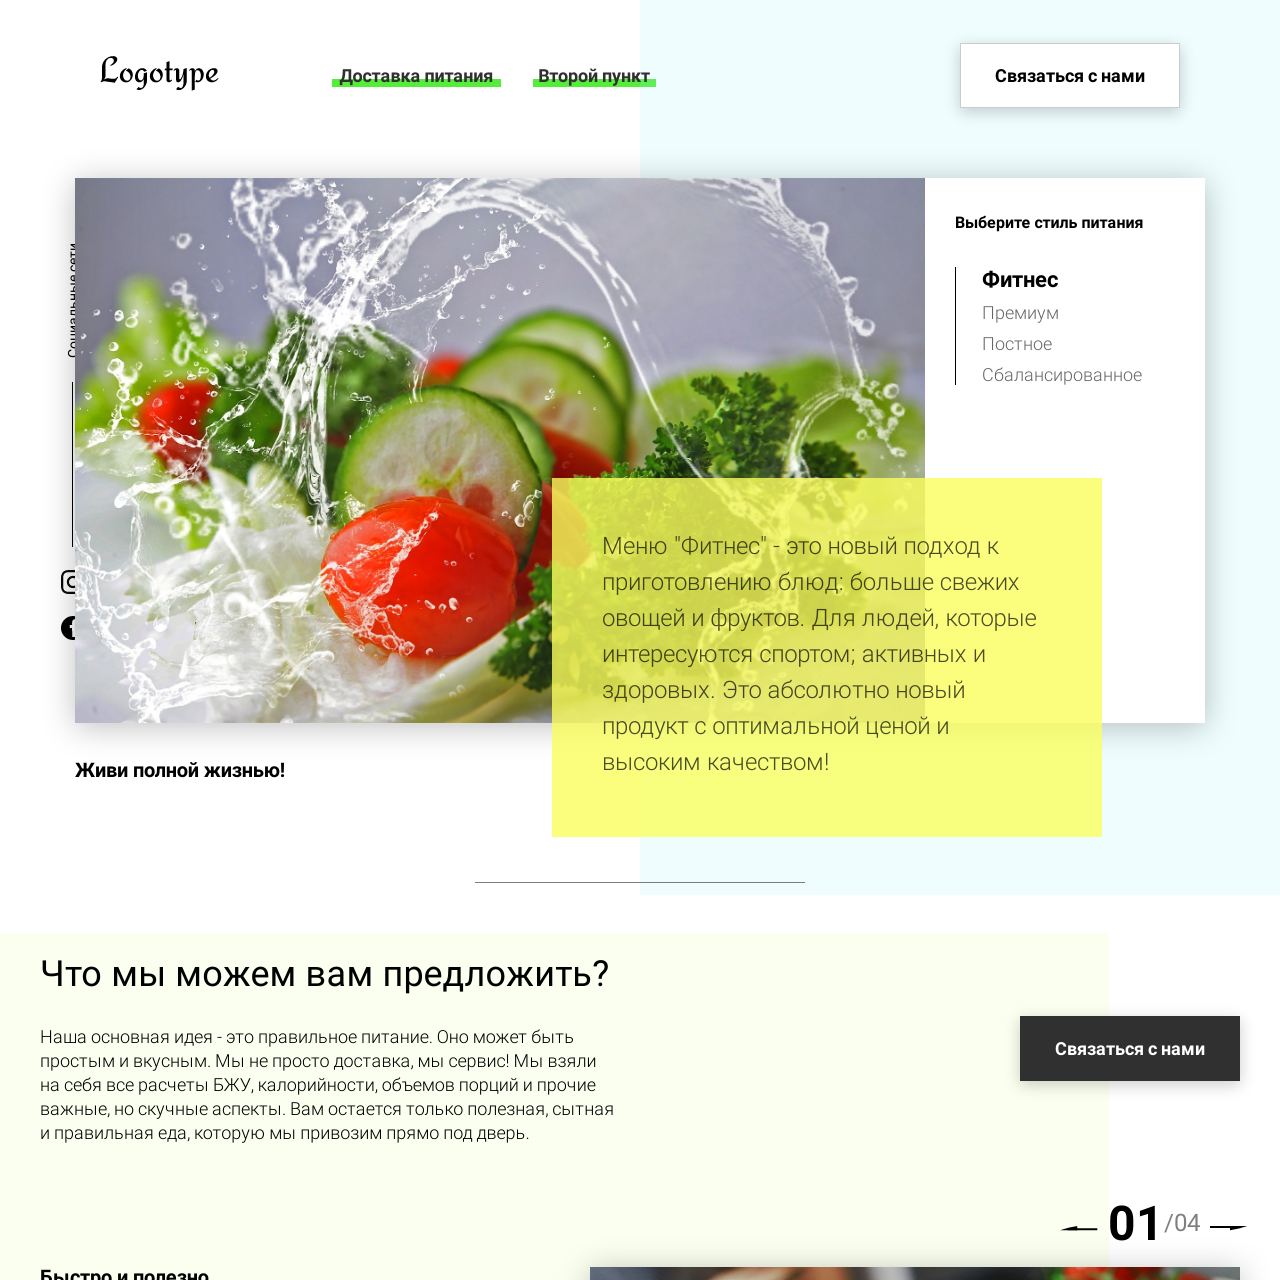 Logotype
Доставка питания
Второй пункт
Связаться с нами
Социальные сети
Выберите стиль питания
Фитнес
Премиум
Постное
Сбалансированное
Меню "Фитнес" - это новый подход к
приготовлению блюд: больше свежих
овощей и фруктов. Для людей, которые
интересуются спортом; активных и
здоровых. Это абсолютно новый
продукт с оптимальной ценой и
высоким качеством!
Живи полной жизнью!
Что мы можем вам предложить?
Наша основная идея - это правильное питание. Оно может быть
простым и вкусным. Мы не просто доставка, мы сервис! Мы взяли
на себя все расчеты БЖУ, калорийности, объемов порций и прочие
важные, но скучные аспекты. Вам остается только полезная, сытная
и правильная еда, которую мы привозим прямо под дверь.
Связаться с нами
01/04
Быстро и полезно